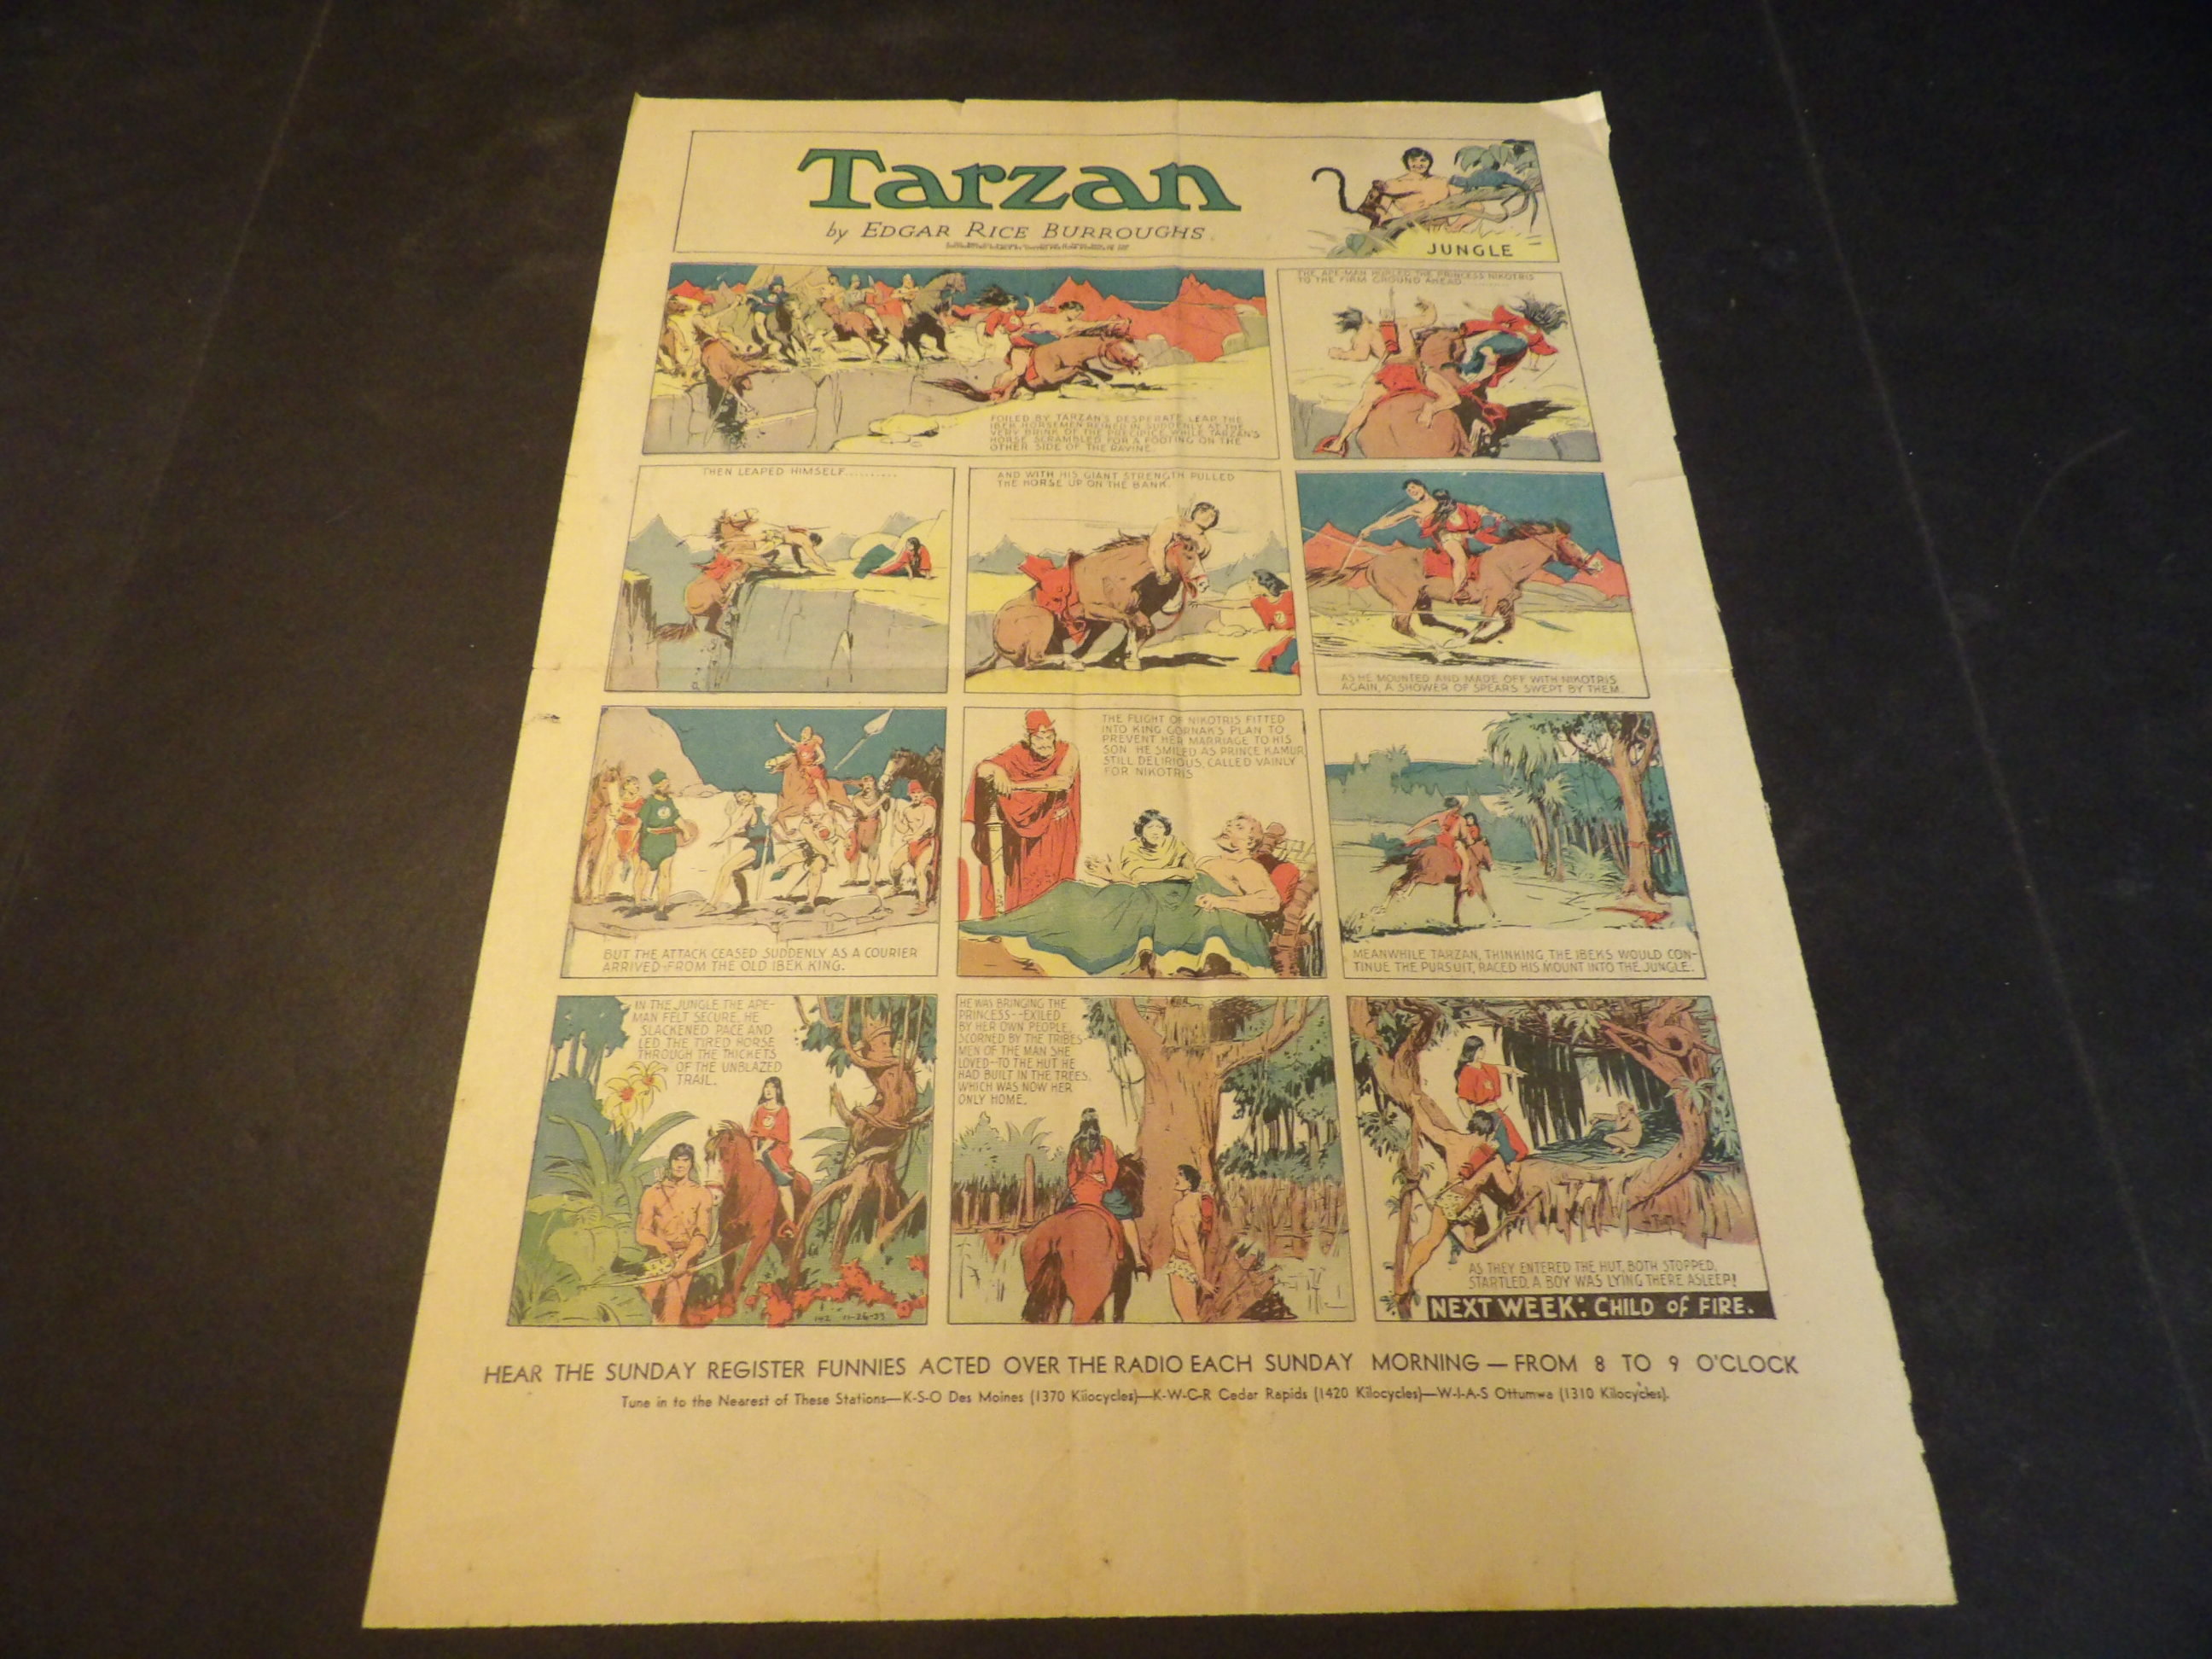 Tarzan
by EDGAR RICE BURROUGHS
JUNGLE
FOILED BY TARZAN'S DESPERATE LEAP, THE
IBEK HORSEMEN REINED IN SUDDENLY AT THE
VERY BRINK OF THE PRECIPICE, WHILE TARZAN'S
HORSE SCRAMBLED FOR A FOOTING ON THE
OTHER SIDE OF THE RAVINE.
THE APE-MAN HURLED THE PRINCESS NIKOTRIS
TO THE FIRM GROUND AHEAD
THEN LEAPED HIMSELF..........
AND WITH HIS GIANT STRENGTH PULLED
THE HORSE UP ON THE BANK.
AS HE MOUNTED AND MADE OFF WITH NIKOTRIS
AGAIN, A SHOWER OF SPEARS SWEPT BY THEM.
BUT THE ATTACK CEASED SUDDENLY AS A COURIER
ARRIVED FROM THE OLD IBEK KING.
THE FLIGHT OF NIKOTRIS FITTED
INTO KING GORNAK'S PLAN TO
PREVENT HER MARRIAGE TO HIS
SON. HE SMILED AS PRINCE KAMUR,
STILL DELIRIOUS, CALLED VAINLY
FOR NIKOTRIS
MEANWHILE TARZAN, THINKING THE IBEKS WOULD CON-
TINUE THE PURSUIT, RACED HIS MOUNT INTO THE JUNGLE.
IN THE JUNGLE THE APE-
MAN FELT SECURE. HE
SLACKENED PACE AND
LED THE TIRED HORSE
THROUGH THE THICKETS
OF THE UNBLAZED
TRAIL.
142 11-26-33
HE WAS BRINGING THE
PRINCESS--EXILED
BY HER OWN PEOPLE,
SCORNED BY THE TRIBES-
MEN OF THE MAN SHE
LOVED--TO THE HUT HE
HAD BUILT IN THE TREES,
WHICH WAS NOW HER
ONLY HOME.
AS THEY ENTERED THE HUT, BOTH STOPPED,
STARTLED. A BOY WAS LYING THERE ASLEEP!
NEXT WEEK: CHILD OF FIRE.
HEAR THE SUNDAY REGISTER FUNNIES ACTED OVER THE RADIO EACH SUNDAY MORNING — FROM 8 TO 9 O'CLOCK
Tune in to the Nearest of These Stations—K-S-O Des Moines (1370 Kilocycles)—K-W-C-R Cedar Rapids (1420 Kilocycles)—W-I-A-S Ottumwa (1310 Kilocycles).